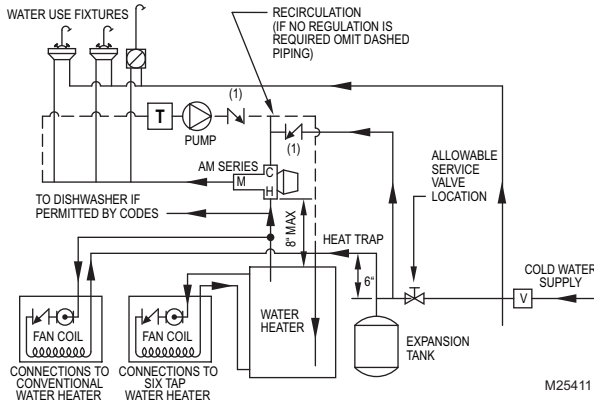 WATER USE FIXTURES
RECIRCULATION
(IF NO REGULATION IS
REQUIRED OMIT DASHED
PIPING)
(1)
T
PUMP
(1)
AM SERIES
C
M
H
ALLOWABLE
SERVICE
VALVE
LOCATION
TO DISHWASHER IF
PERMITTED BY CODES
8" MAX
HEAT TRAP
6"
COLD WATER
SUPPLY
V
WATER
HEATER
FAN COIL
FAN COIL
EXPANSION
TANK
CONNECTIONS TO
CONVENTIONAL
WATER HEATER
CONNECTIONS TO
SIX TAP
WATER HEATER
M25411